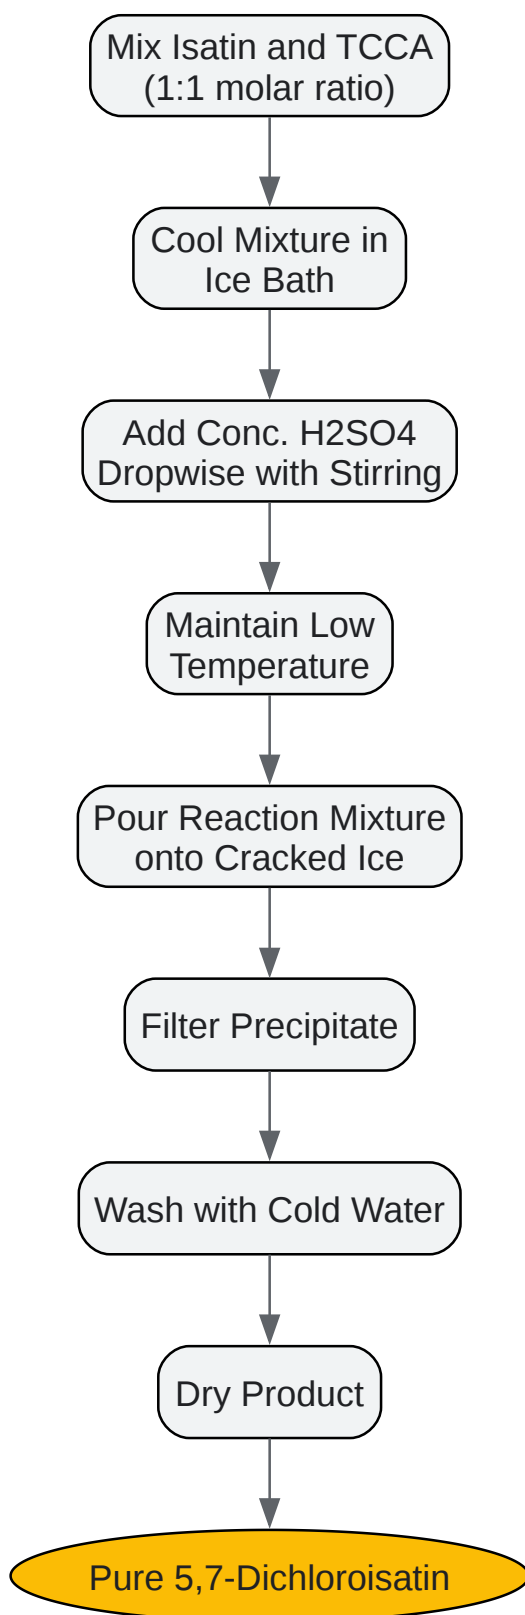 Mix Isatin and TCCA
(1:1 molar ratio)
Cool Mixture in
Ice Bath
Add Conc. H2SO4
Dropwise with Stirring
Maintain Low
Temperature
Pour Reaction Mixture
onto Cracked Ice
Filter Precipitate
Wash with Cold Water
Dry Product
Pure 5,7-Dichloroisatin